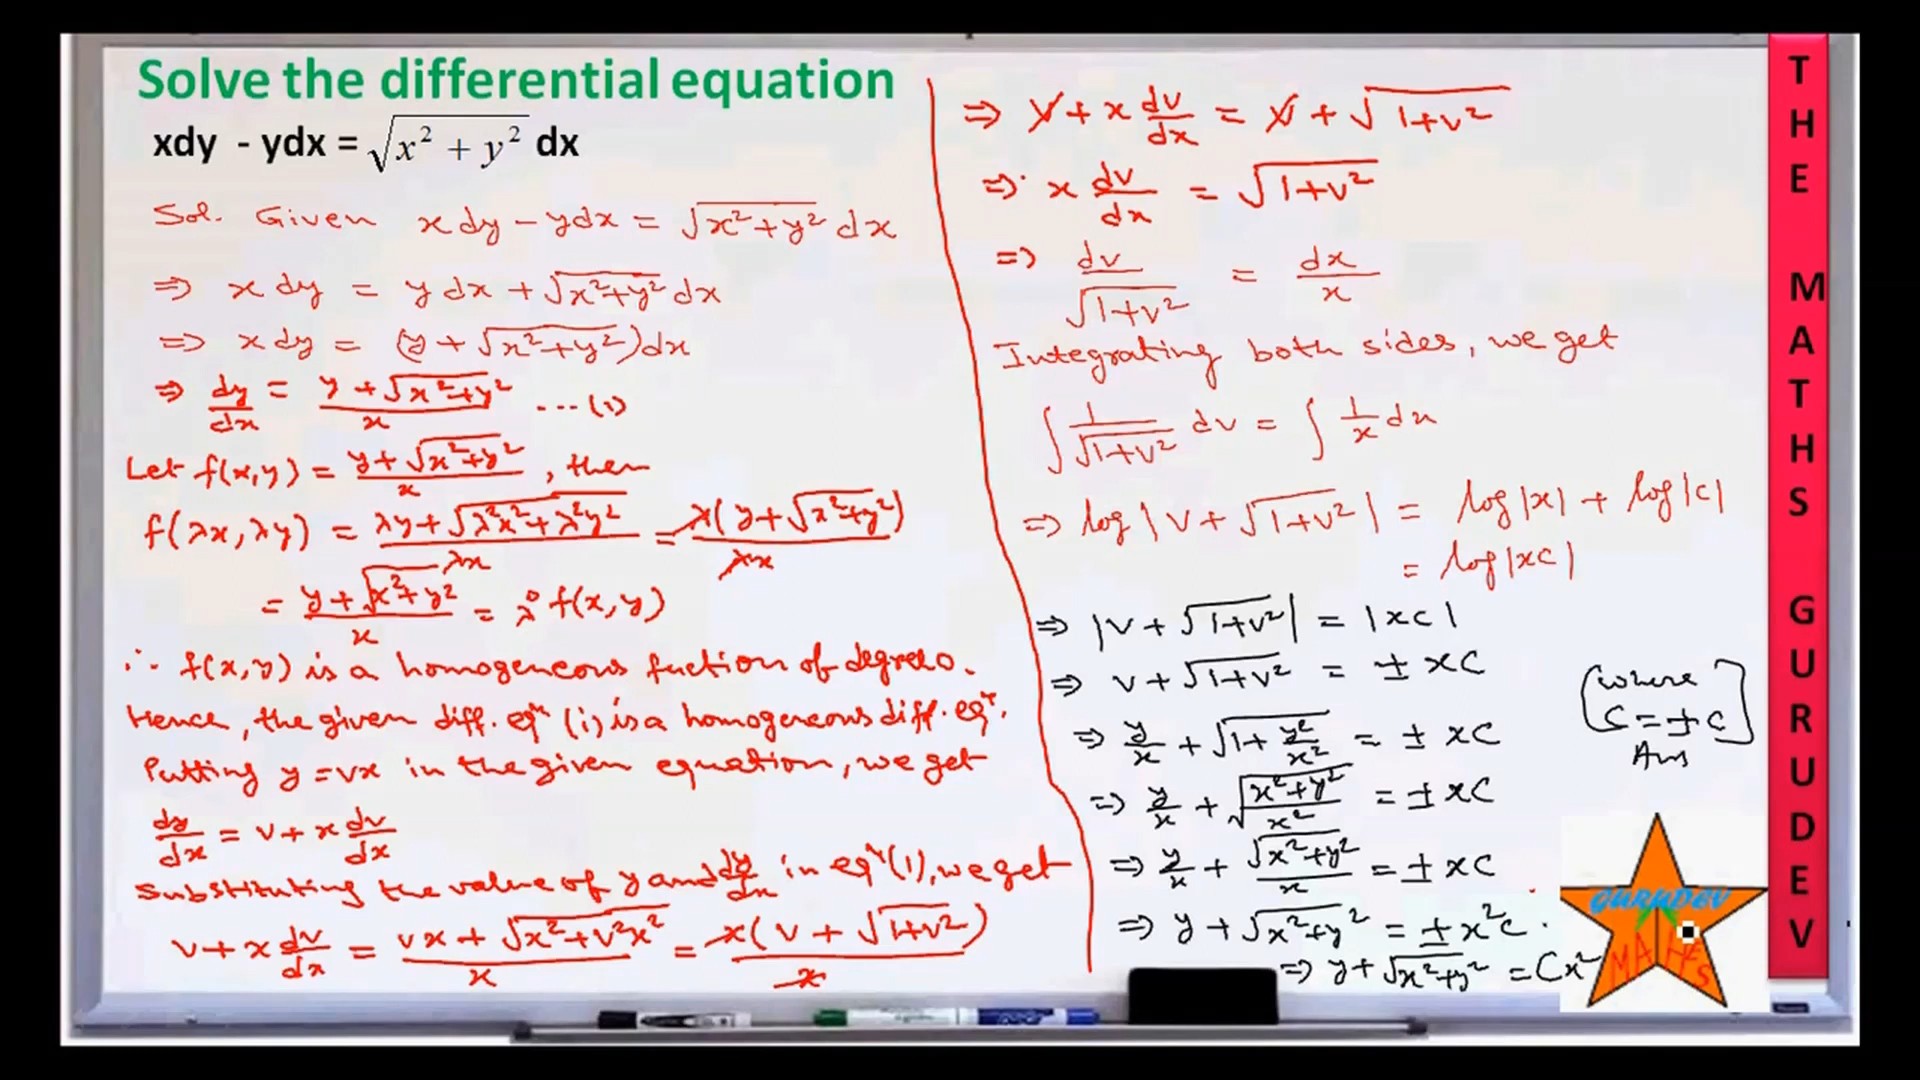 Solve the differential equation
xdy - ydx = √(x² + y²) dx
Sol. Given x dy - y dx = √(x²+y²) dx
⇒ x dy = y dx + √(x²+y²) dx
⇒ x dy = (y + √(x²+y²)) dx
⇒ dy/dx = (y + √(x²+y²))/x ---(1)
Let f(x,y) = (y + √(x²+y²))/x , then
f(λx, λy) = (λy + √(λ²x²+λ²y²))/λx = λ(y + √(x²+y²))/λx
= (y + √(x²+y²))/x = λ⁰ f(x,y)
∴ f(x,y) is a homogeneous fuction of degree 0.
Hence, the given diff. eqⁿ (i) is a homogeneous diff. eqⁿ.
Putting y = vx in the given equation, we get
dy/dx = v + x dv/dx
Substituting the value of y and dy/dx in eqⁿ (1), we get
v + x dv/dx = (vx + √(x²+v²x²))/x = x(v + √(1+v²))/x
⇒ v + x dv/dx = v + √(1+v²)
⇒ x dv/dx = √(1+v²)
⇒ dv/√(1+v²) = dx/x
Integrating both sides, we get
∫ 1/√(1+v²) dv = ∫ 1/x dx
⇒ log|v + √(1+v²)| = log|x| + log|c|
= log|xc|
⇒ |v + √(1+v²)| = |xc|
⇒ v + √(1+v²) = ± xc
⇒ y/x + √(1 + y²/x²) = ± xc
⇒ y/x + √((x²+y²)/x²) = ± xc
⇒ y/x + √(x²+y²)/x = ± xc
⇒ y + √(x²+y²) = ± x²c .
⇒ y + √(x²+y²) = Cx²
[where
C = ± c]
Ans
THE MATHS GURUDEV
GURUDEV
MATHS